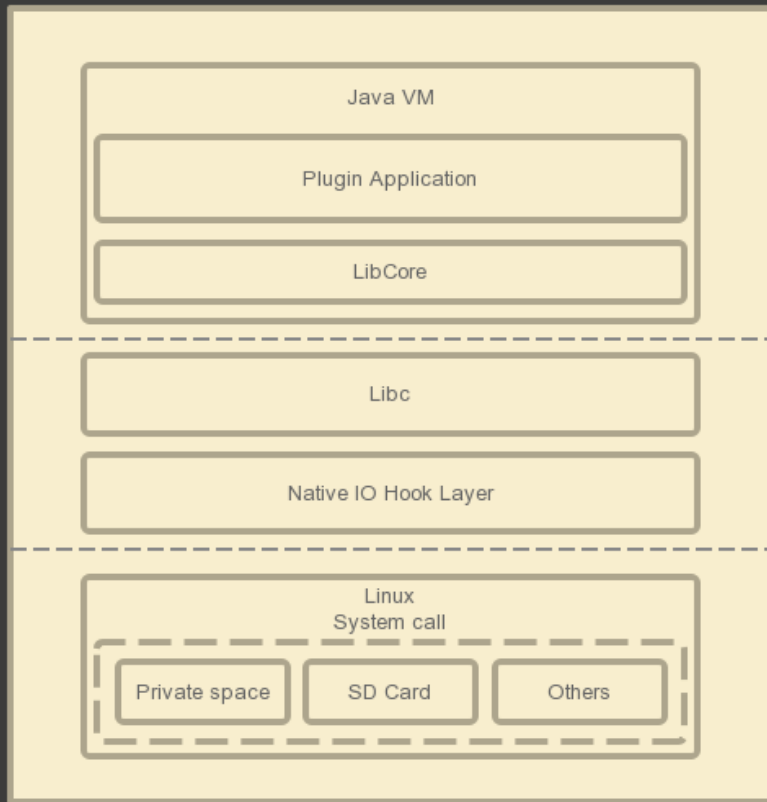 Java VM
Plugin Application
LibCore
Libc
Native IO Hook Layer
Linux
System call
Private space
SD Card
Others